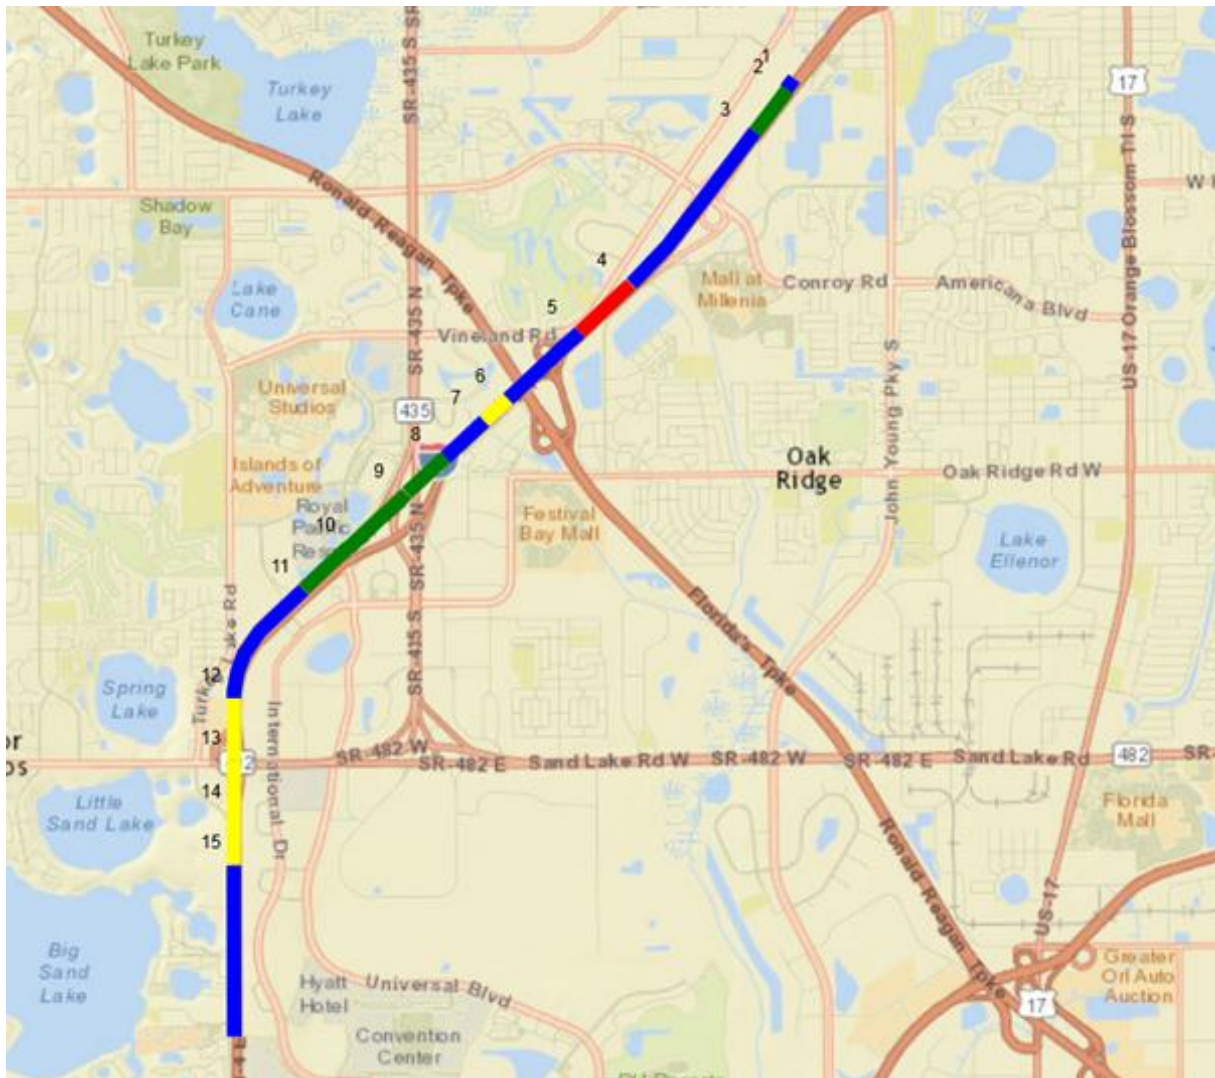 Turkey
Lake Park
Turkey
Lake
SR-435 S
1
2
3
17
Shadow
Bay
Ronald Reagan Tpke
Lake
Cane
SR-435 N
4
5
Mall at
Millenia
Conroy Rd
Americana Blvd
US-17 Orange Blossom Trl S
Vineland Rd
6
7
8
9
10
11
Universal
Studios
435
Islands of
Adventure
Royal
Oak
Ridge
John Young Pky S
Oak Ridge Rd W
Festival
Bay Mall
Lake
Ellenor
SR-435 N
SR-435 S
Florida's Tpke
12
13
14
15
Spring
Lake
International Dr
SR-482 W
SR-482 E
Sand Lake Rd W
SR-482 W
SR-482 E
Sand Lake Rd
482
Little
Sand Lake
Florida
Mall
Ronald Reagan Tpke
US-17
Big
Sand
Lake
Hyatt
Hotel
Universal Blvd
Convention
Center
Greater
Orl Auto
Auction
17